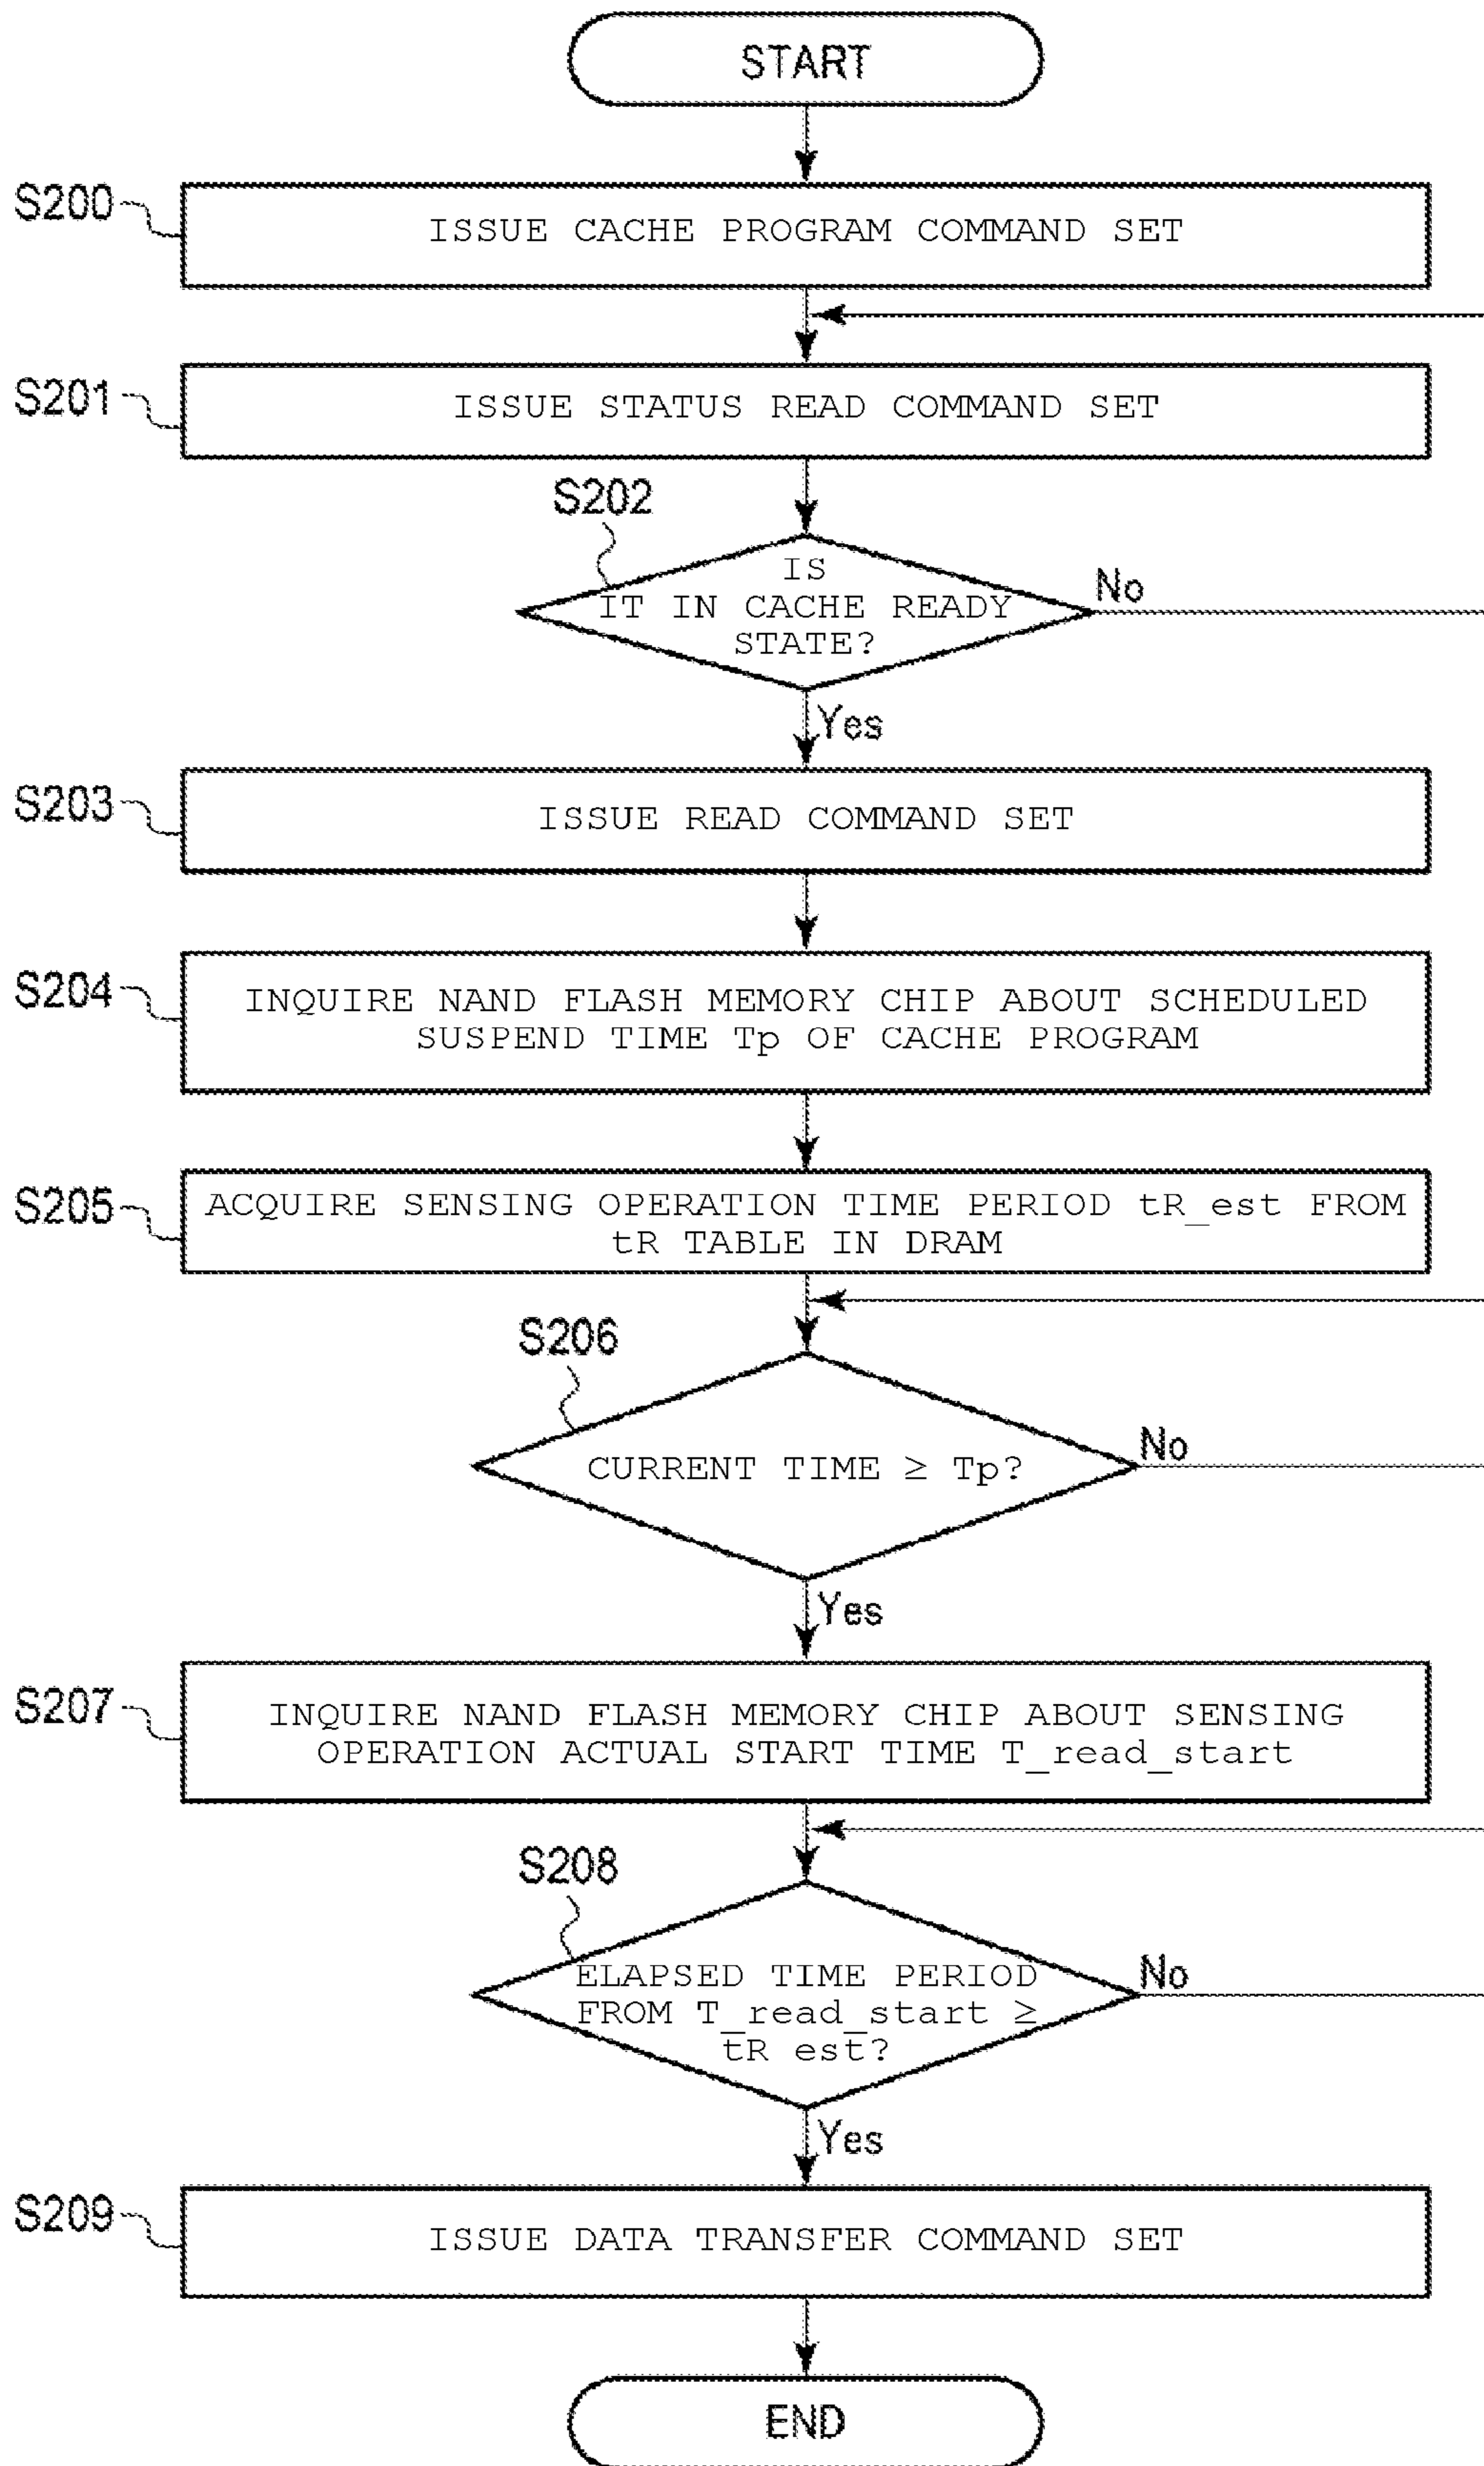 START
S200
ISSUE CACHE PROGRAM COMMAND SET
S201
ISSUE STATUS READ COMMAND SET
S202
IS
IT IN CACHE READY
STATE?
No
Yes
S203
ISSUE READ COMMAND SET
S204
INQUIRE NAND FLASH MEMORY CHIP ABOUT SCHEDULED
SUSPEND TIME Tp OF CACHE PROGRAM
S205
ACQUIRE SENSING OPERATION TIME PERIOD tR_est FROM
tR TABLE IN DRAM
S206
CURRENT TIME ≥ Tp?
No
Yes
S207
INQUIRE NAND FLASH MEMORY CHIP ABOUT SENSING
OPERATION ACTUAL START TIME T_read_start
S208
ELAPSED TIME PERIOD
FROM T_read_start ≥
tR est?
No
Yes
S209
ISSUE DATA TRANSFER COMMAND SET
END